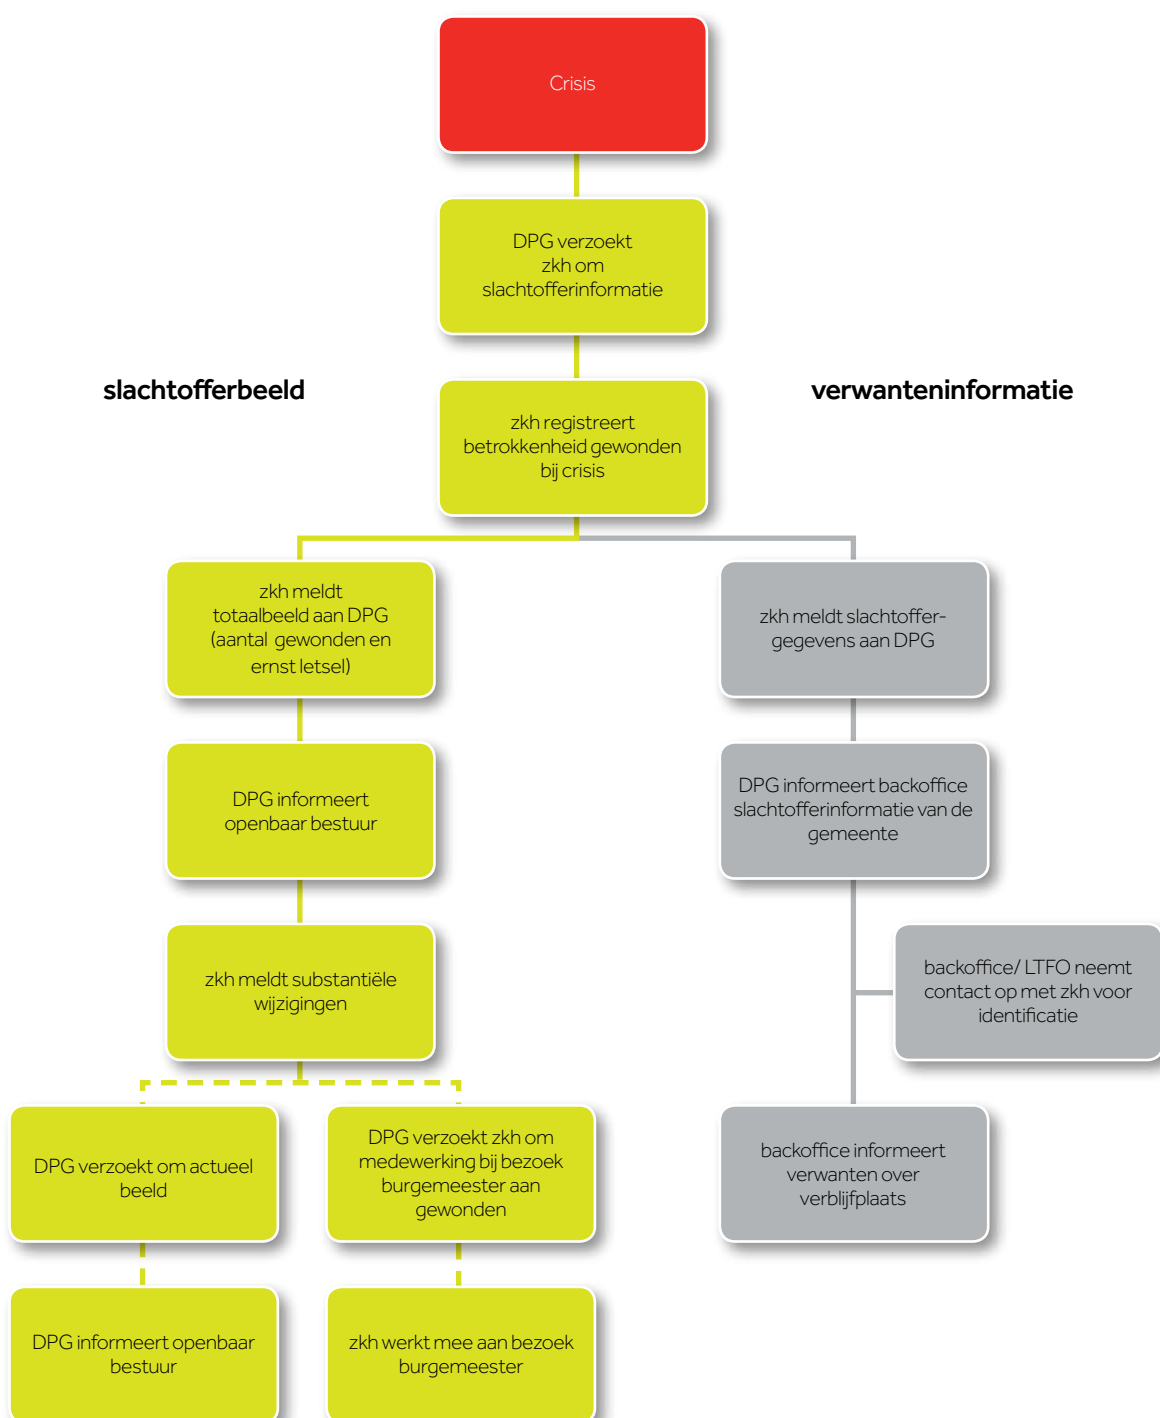 Crisis
DPG verzoekt
zkh om
slachtofferinformatie
slachtofferbeeld
verwanteninformatie
zkh registreert
betrokkenheid gewonden
bij crisis
zkh meldt
totaalbeeld aan DPG
(aantal gewonden en
ernst letsel)
zkh meldt slachtoffer-
gegevens aan DPG
DPG informeert
openbaar bestuur
DPG informeert backoffice
slachtofferinformatie van de
gemeente
zkh meldt substantiële
wijzigingen
backoffice/ LTFO neemt
contact op met zkh voor
identificatie
DPG verzoekt om actueel
beeld
DPG verzoekt zkh om
medewerking bij bezoek
burgemeester aan
gewonden
backoffice informeert
verwanten over
verblijfplaats
DPG informeert openbaar
bestuur
zkh werkt mee aan bezoek
burgemeester